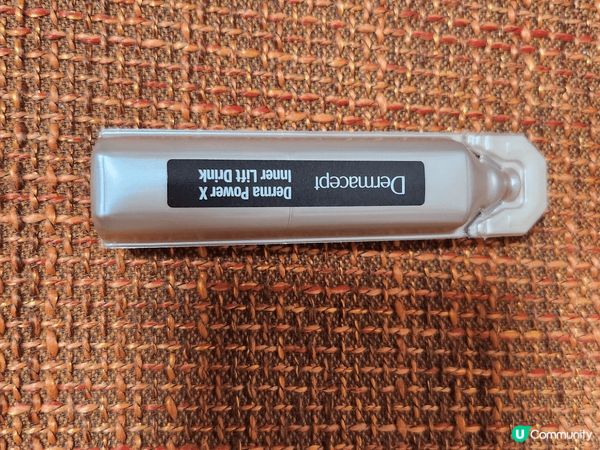 Dermacept
Derma Power X
Inner Lift Drink
U Community